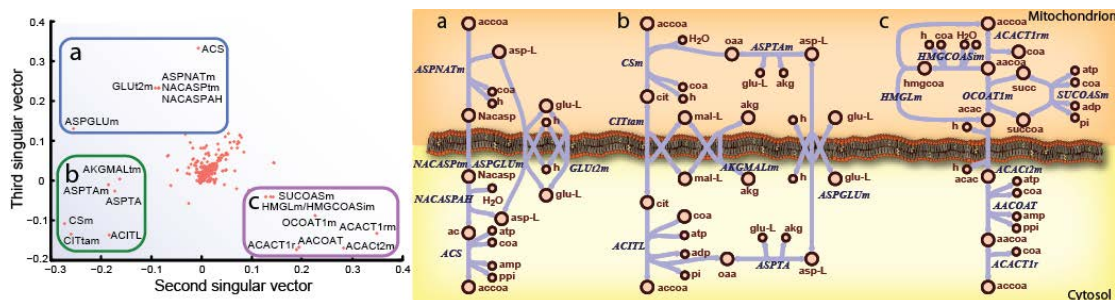 0.4
0.3
0.2
0.1
0
−0.1
−0.2
−0.3
−0.2
−0.1
0
0.1
0.2
0.3
0.4
Third singular vector
Second singular vector
a
ACS
ASPNATm
GLUt2m
NACASPtm
NACASPAH
ASPGLUm
b
AKGMALtm
ASPTAm
ASPTA
CSm
CITtam
ACITL
c
SUCOASm
HMGLm/HMGCOASim
OCOAT1m
ACACT1rm
AACOAT
ACACT1r
ACACt2m
a
accoa
asp-L
ASPNATm
coa
h
Nacasp
glu-L
h
NACASPtm
ASPGLUm
GLUt2m
Nacasp
h
NACASPAH
H2O
glu-L
asp-L
ac
atp
coa
ACS
amp
ppi
accoa
b
accoa
H2O
oaa
ASPTAm
asp-L
CSm
glu-L
akg
coa
h
cit
mal-L
akg
h
glu-L
CITtam
AKGMALtm
mal-L
akg
h
glu-L
ASPGLUm
cit
coa
atp
glu-L
akg
ACITL
adp
pi
oaa
ASPTA
asp-L
accoa
c
Mitochondrion
accoa
ACACT1rm
h
coa
H2O
coa
HMGCOASim
aacoa
hmgcoa
succ
atp
coa
HMGLm
OCOAT1m
SUCOASm
acac
adp
h
succoa
pi
h
ACACt2m
acac
atp
coa
AACOAT
amp
ppi
aacoa
coa
ACACT1r
accoa
Cytosol